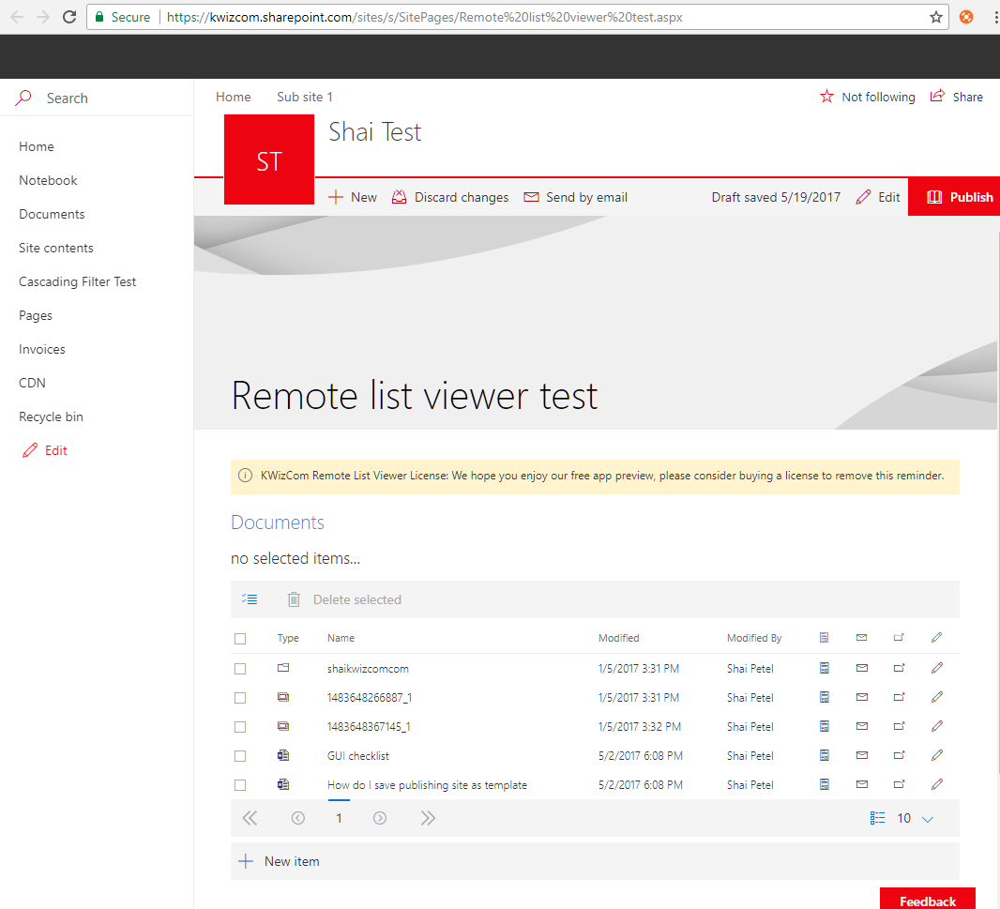 Secure https://kwizcom.sharepoint.com/sites/s/SitePages/Remote%20list%20viewer%20test.aspx
Search
Home Sub site 1
Not following Share
Home
Notebook
Documents
Site contents
Cascading Filter Test
Pages
Invoices
CDN
Recycle bin
Edit
ST
Shai Test
New Discard changes Send by email Draft saved 5/19/2017 Edit Publish
Remote list viewer test
KWizCom Remote List Viewer License: We hope you enjoy our free app preview, please consider buying a license to remove this reminder.
Documents
no selected items...
Delete selected
Type Name Modified Modified By
shaikwizcomcom 1/5/2017 3:31 PM Shai Petel
1483648266887_1 1/5/2017 3:31 PM Shai Petel
1483648367145_1 1/5/2017 3:32 PM Shai Petel
GUI checklist 5/2/2017 6:08 PM Shai Petel
How do I save publishing site as template 5/2/2017 6:08 PM Shai Petel
1 10
New item
Feedback